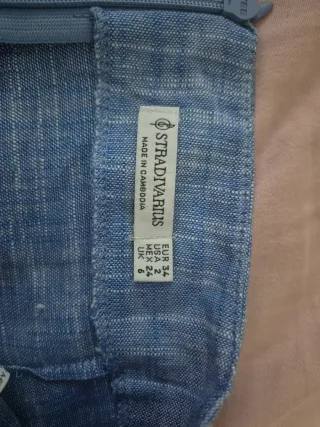 STRADIVARIUS
MADE IN CAMBODIA
EUR 34
USA 2
MEX 24
UK 6